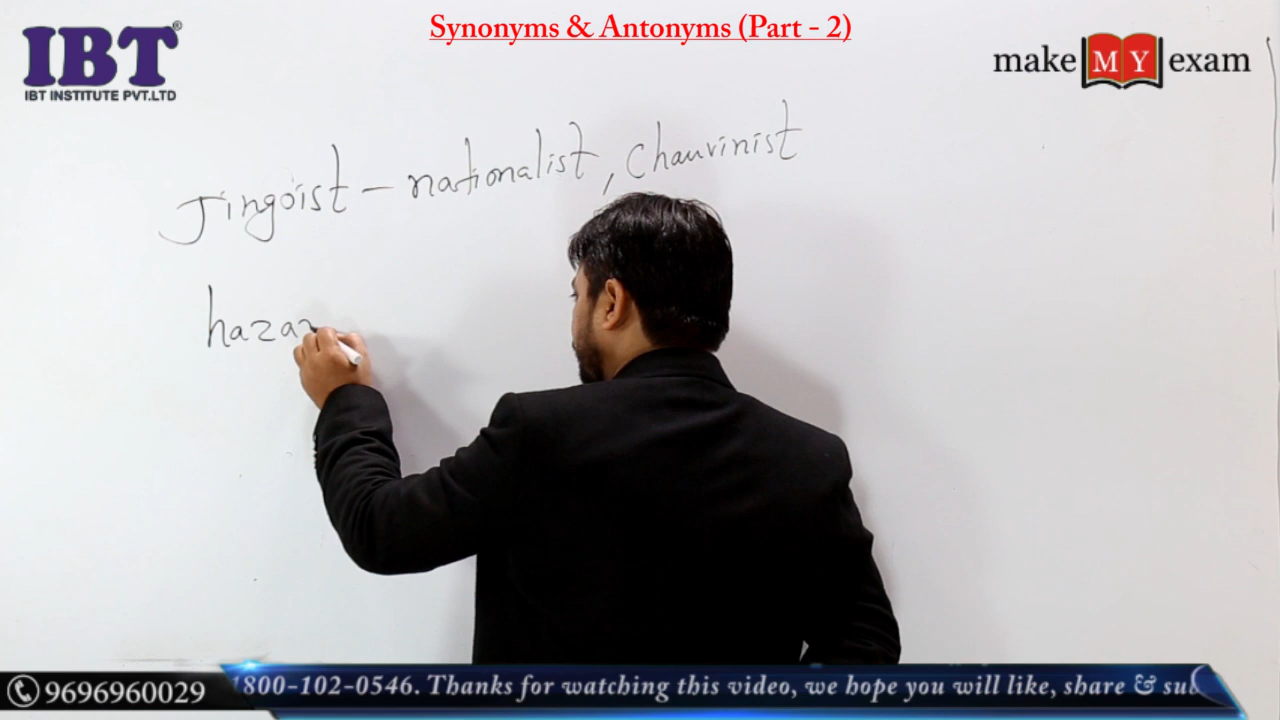 Synonyms & Antonyms (Part - 2)
IBT®
IBT INSTITUTE PVT.LTD
make MY exam
Jingoist – nationalist, Chauvinist
hazar
9696960029
1800-102-0546. Thanks for watching this video, we hope you will like, share & sub